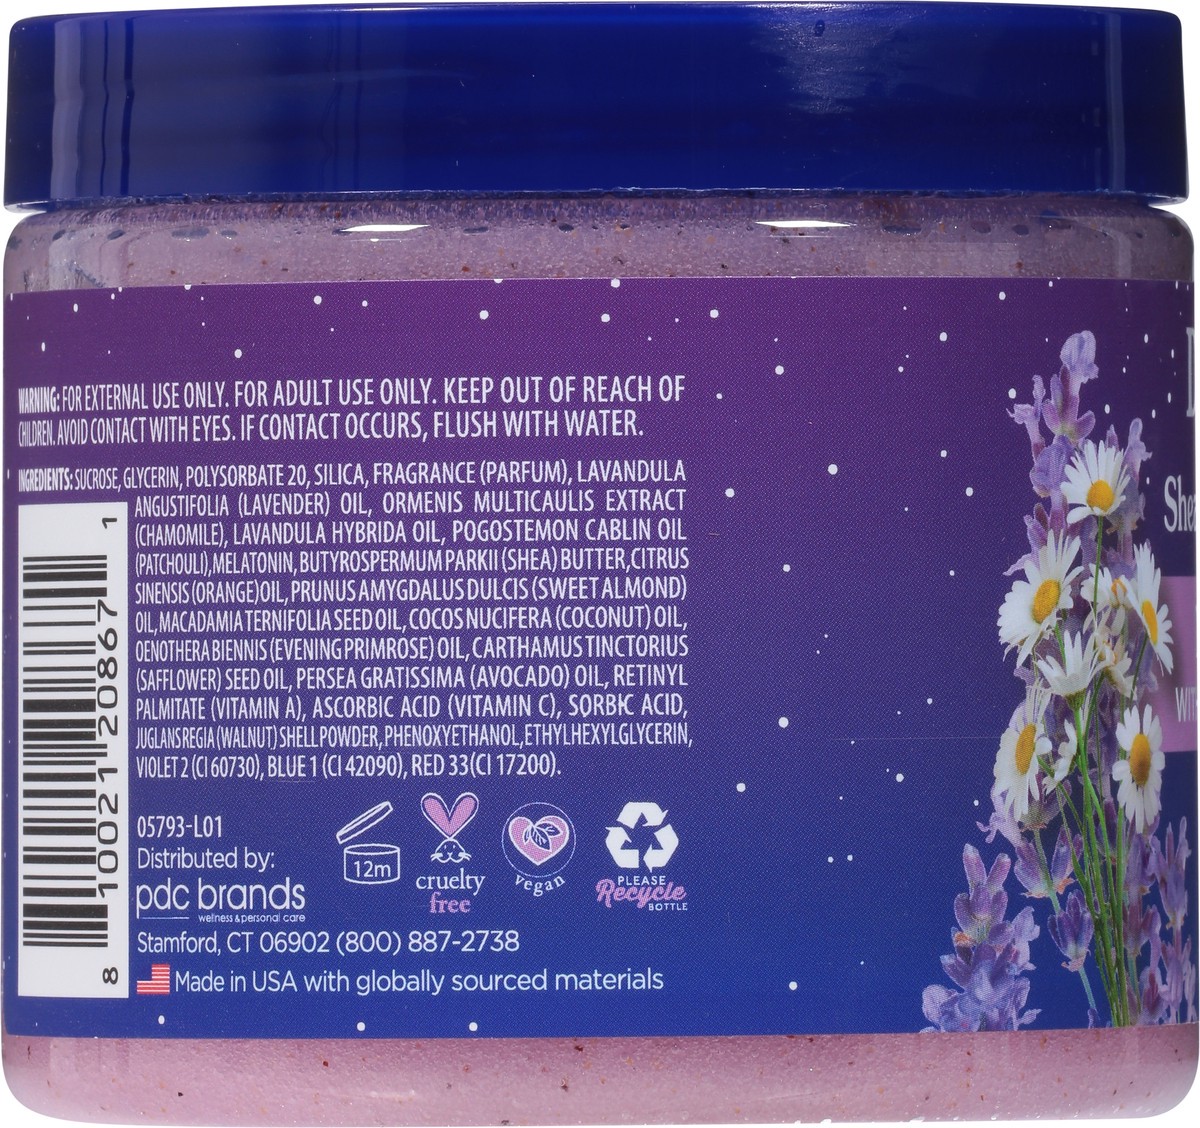 WARNING: FOR EXTERNAL USE ONLY. FOR ADULT USE ONLY. KEEP OUT OF REACH OF
CHILDREN. AVOID CONTACT WITH EYES. IF CONTACT OCCURS, FLUSH WITH WATER.
INGREDIENTS: SUCROSE, GLYCERIN, POLYSORBATE 20, SILICA, FRAGRANCE (PARFUM), LAVANDULA
ANGUSTIFOLIA (LAVENDER) OIL, ORMENIS MULTICAULIS EXTRACT
(CHAMOMILE), LAVANDULA HYBRIDA OIL, POGOSTEMON CABLIN OIL
(PATCHOULI), MELATONIN, BUTYROSPERMUM PARKII (SHEA) BUTTER, CITRUS
SINENSIS (ORANGE) OIL, PRUNUS AMYGDALUS DULCIS (SWEET ALMOND)
OIL, MACADAMIA TERNIFOLIA SEED OIL, COCOS NUCIFERA (COCONUT) OIL,
OENOTHERA BIENNIS (EVENING PRIMROSE) OIL, CARTHAMUS TINCTORIUS
(SAFFLOWER) SEED OIL, PERSEA GRATISSIMA (AVOCADO) OIL, RETINYL
PALMITATE (VITAMIN A), ASCORBIC ACID (VITAMIN C), SORBIC ACID,
JUGLANS REGIA (WALNUT) SHELL POWDER, PHENOXYETHANOL, ETHYLHEXYLGLYCERIN,
VIOLET 2 (CI 60730), BLUE 1 (CI 42090), RED 33(CI 17200).
8 10021 20867 1
05793-L01
Distributed by:
pdc brands
wellness & personal care
Stamford, CT 06902 (800) 887-2738
Made in USA with globally sourced materials
12m
cruelty
free
vegan
PLEASE
Recycle
BOTTLE